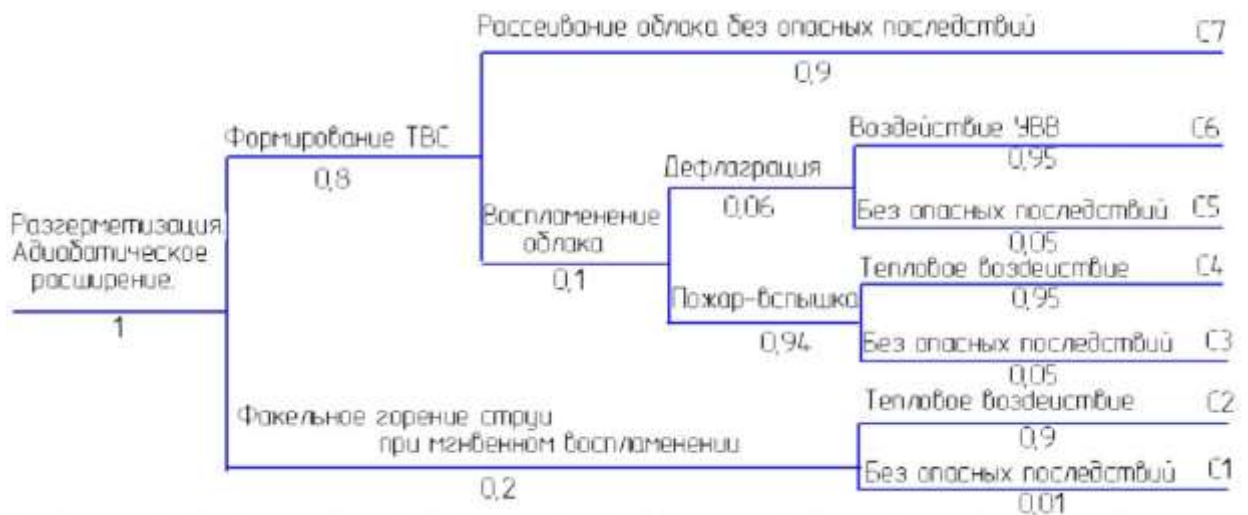 Рассеивание облака без опасных последствий С7
0,9
Формирование ТВС
0,8
Воздействие УВВ С6
0,95
Дефлаграция
0,06
Без опасных последствий С5
0,05
Разгерметизация.
Адиабатическое
расширение.
1
Воспламенение
облака
0,1
Тепловое воздействие С4
0,95
Пожар-вспышка
0,94
Без опасных последствий С3
0,05
Факельное горение струи
при мгнвенном воспламенении
0,2
Тепловое воздействие С2
0,9
Без опасных последствий С1
0,01